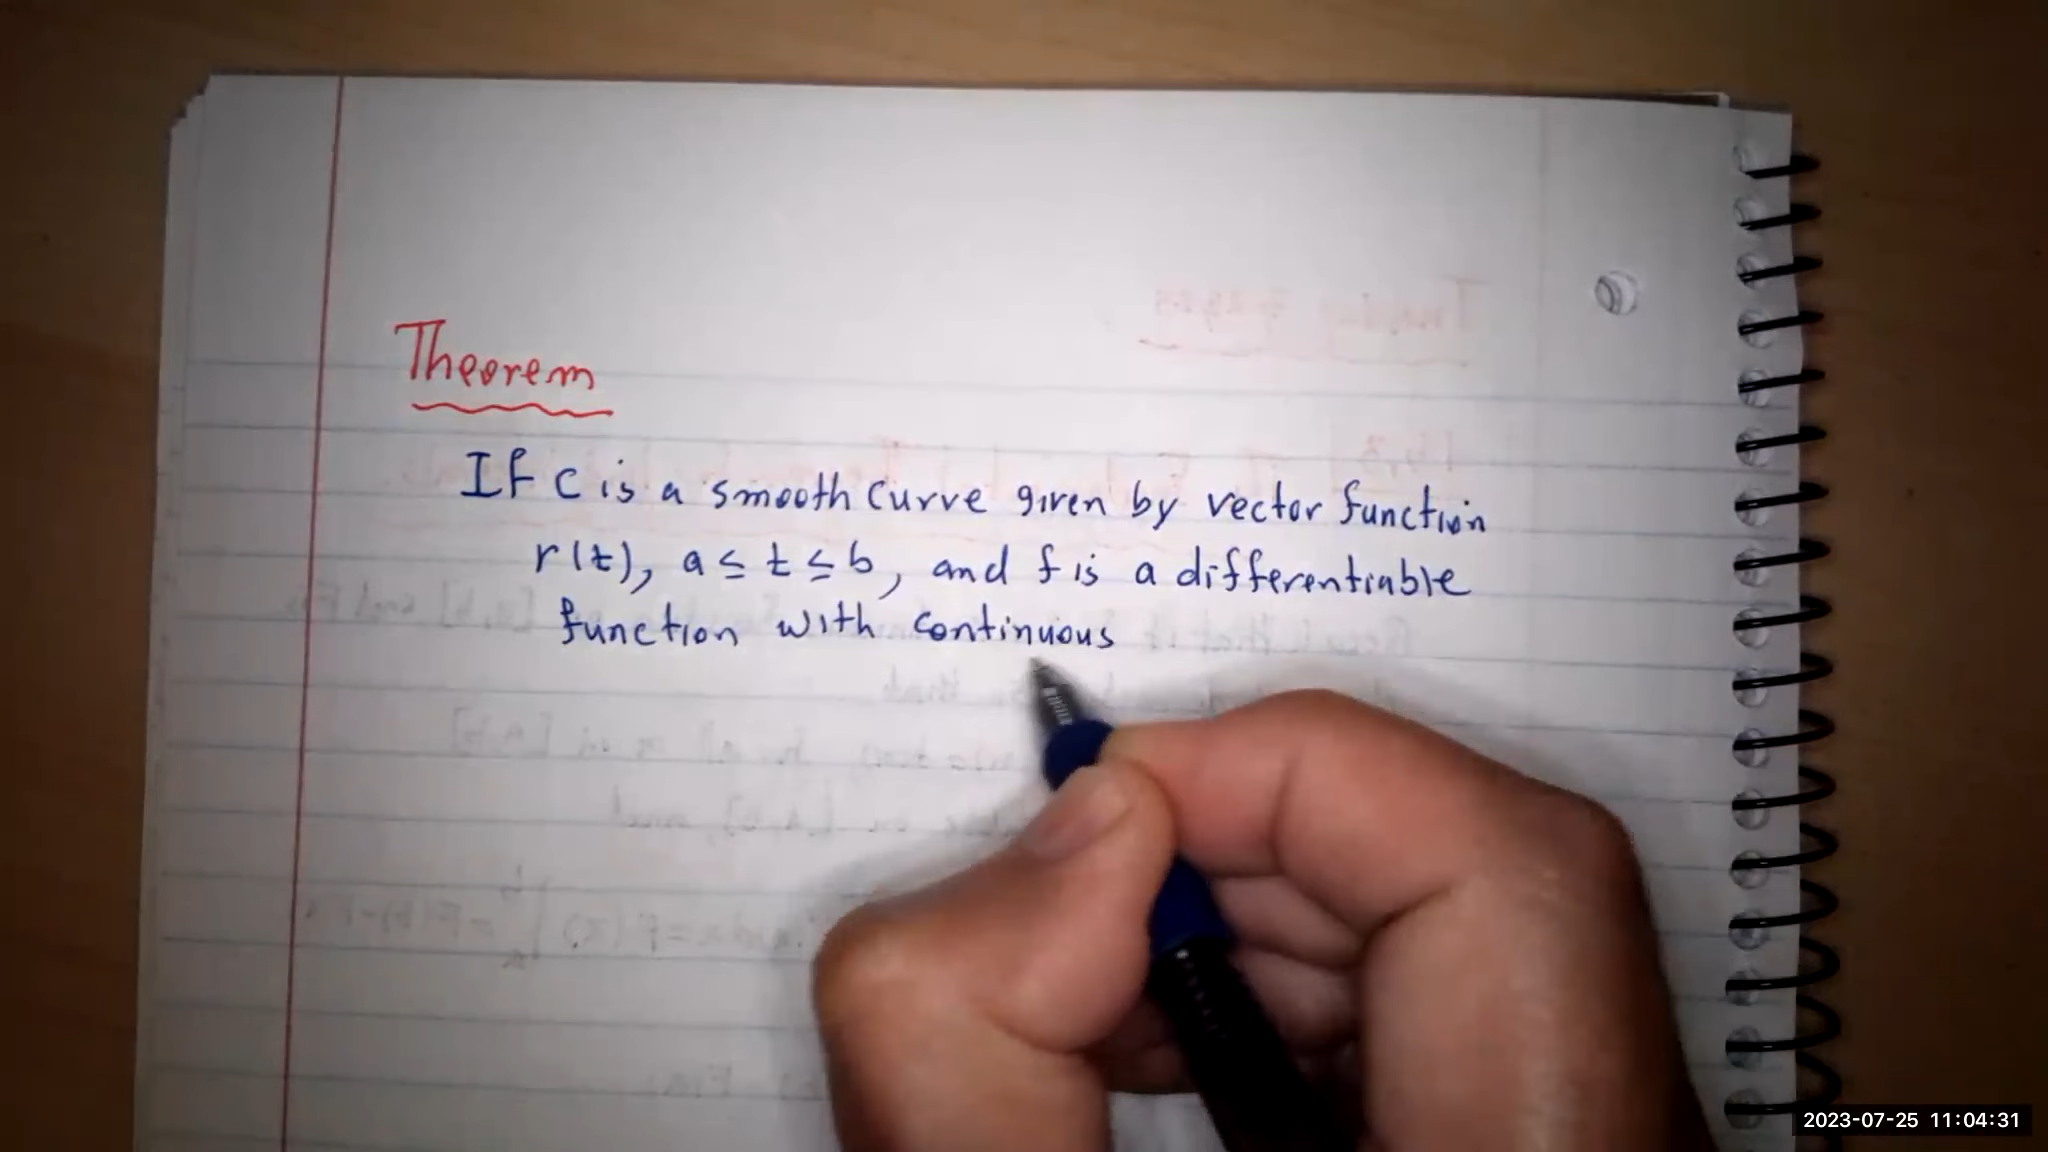 Theorem
If C is a smooth curve given by vector function
r(t), a ≤ t ≤ b, and f is a differentiable
function with continuous
2023-07-25 11:04:31